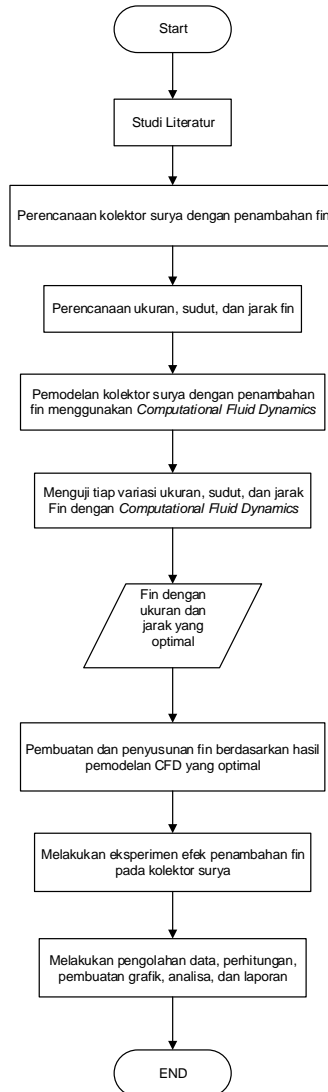 Start
Studi Literatur
Perencanaan kolektor surya dengan penambahan fin
Perencanaan ukuran, sudut, dan jarak fin
Pemodelan kolektor surya dengan penambahan
fin menggunakan Computational Fluid Dynamics
Menguji tiap variasi ukuran, sudut, dan jarak
Fin dengan Computational Fluid Dynamics
Fin dengan
ukuran dan
jarak yang
optimal
Pembuatan dan penyusunan fin berdasarkan hasil
pemodelan CFD yang optimal
Melakukan eksperimen efek penambahan fin
pada kolektor surya
Melakukan pengolahan data, perhitungan,
pembuatan grafik, analisa, dan laporan
END